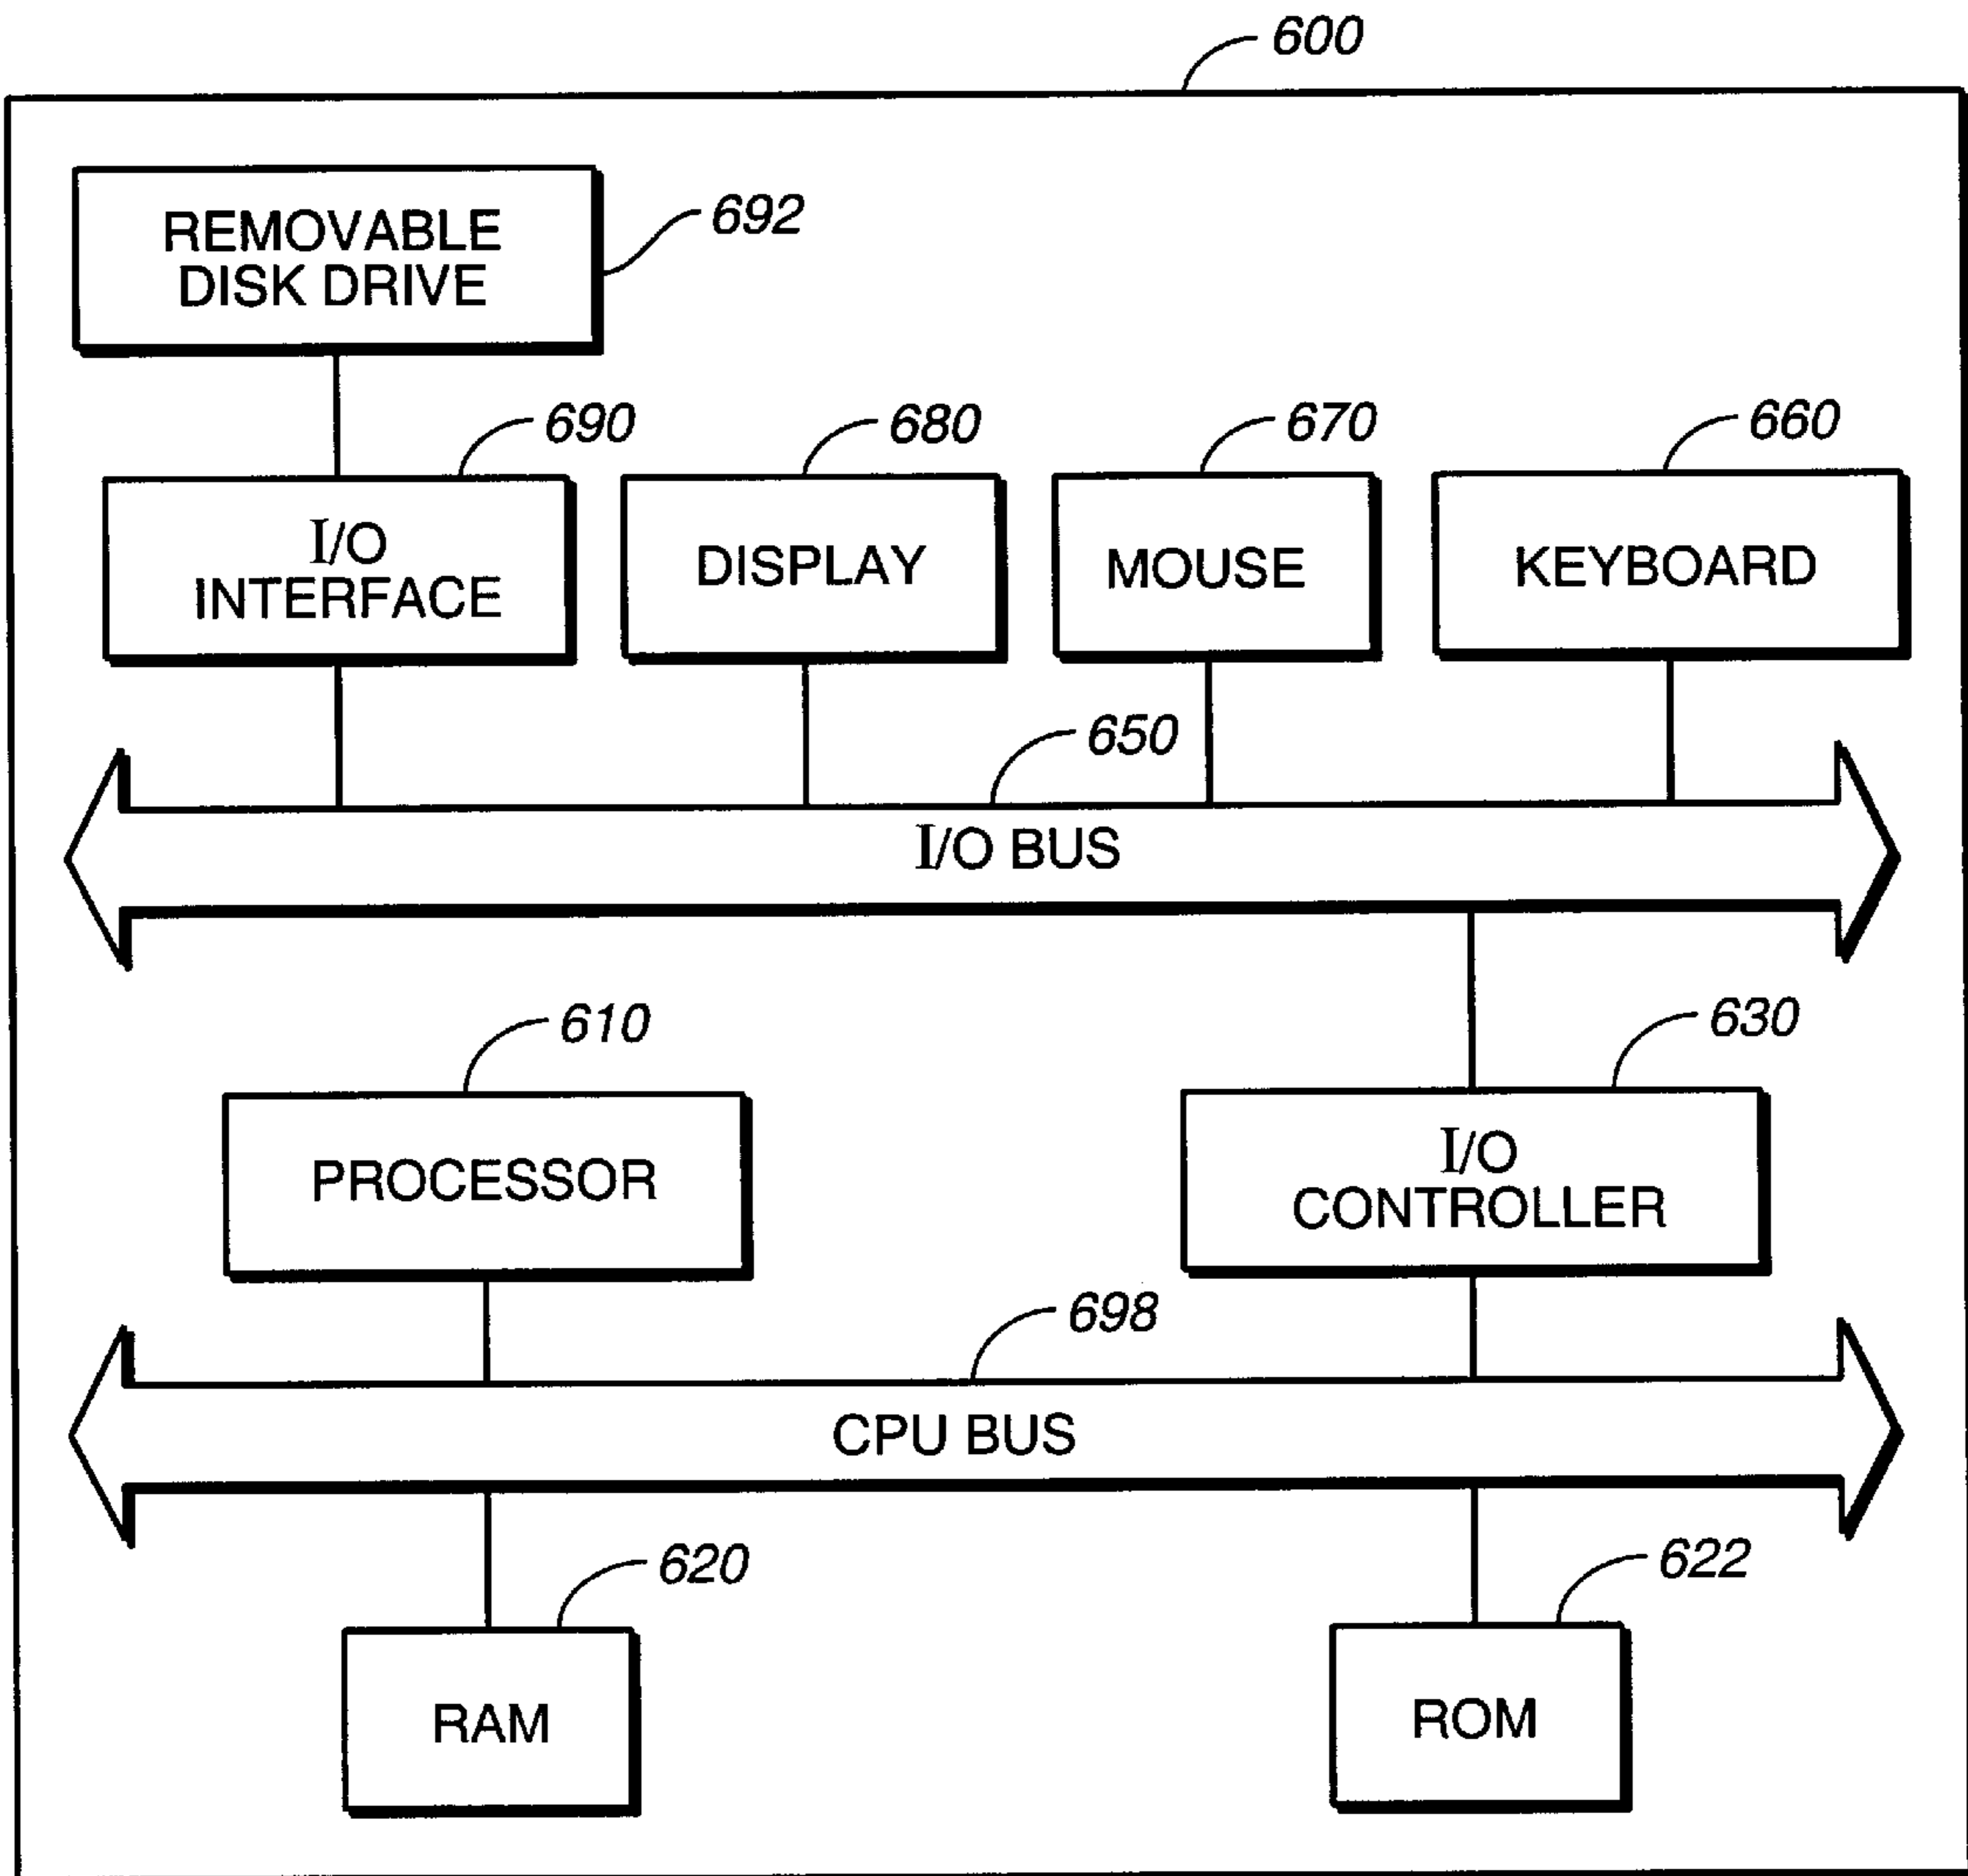 600
REMOVABLE
DISK DRIVE
692
690
680
670
660
I/O
INTERFACE
DISPLAY
MOUSE
KEYBOARD
650
I/O BUS
610
630
PROCESSOR
I/O
CONTROLLER
698
CPU BUS
620
622
RAM
ROM